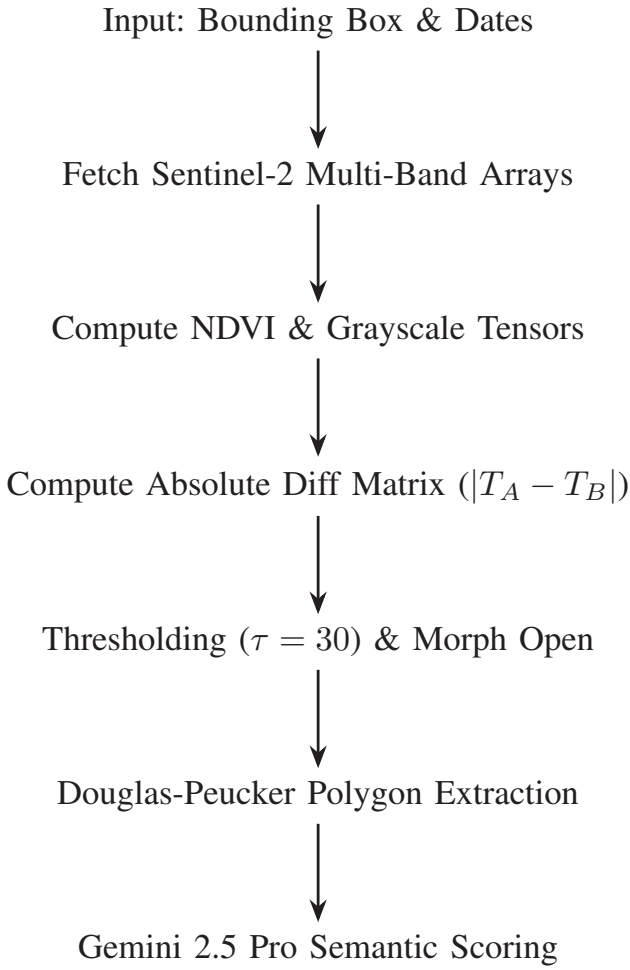 Input: Bounding Box & Dates
Fetch Sentinel-2 Multi-Band Arrays
Compute NDVI & Grayscale Tensors
Compute Absolute Diff Matrix (|T_A − T_B|)
Thresholding (τ = 30) & Morph Open
Douglas-Peucker Polygon Extraction
Gemini 2.5 Pro Semantic Scoring